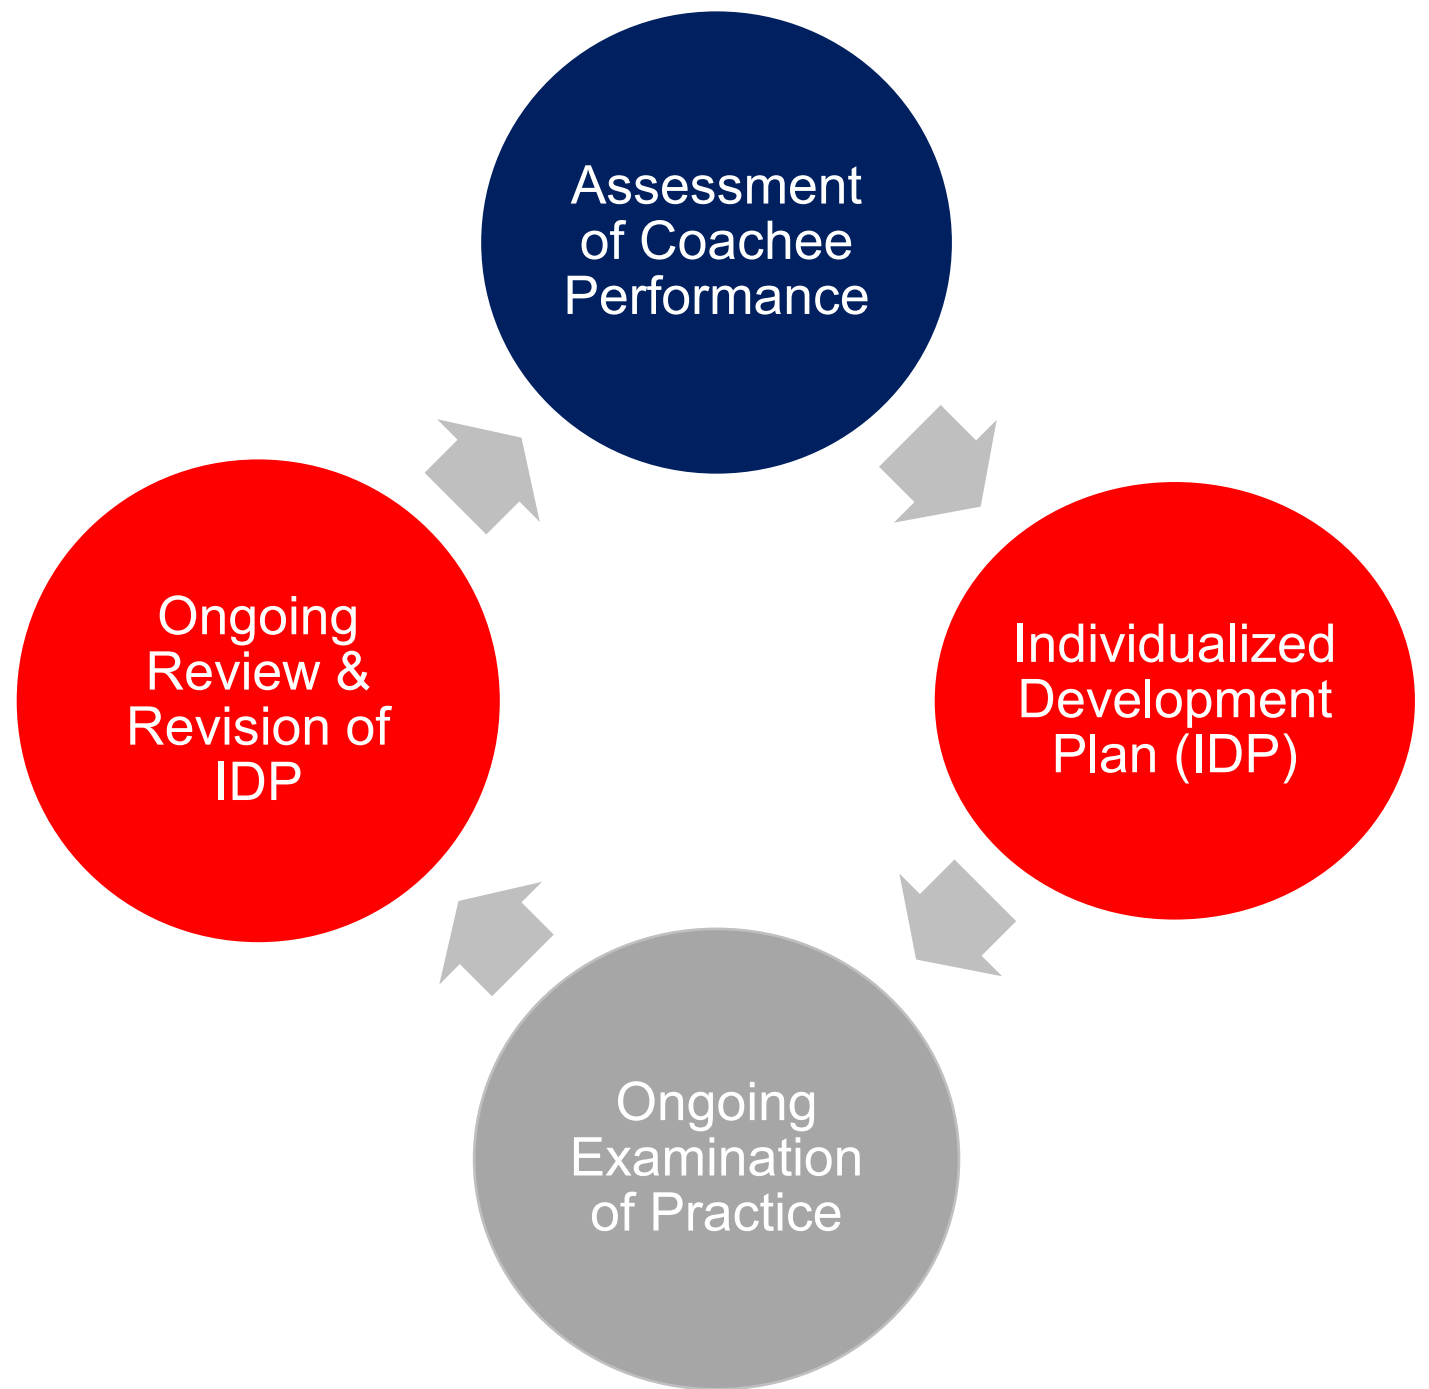 Assessment
of Coachee
Performance
Individualized
Development
Plan (IDP)
Ongoing
Examination
of Practice
Ongoing
Review &
Revision of
IDP